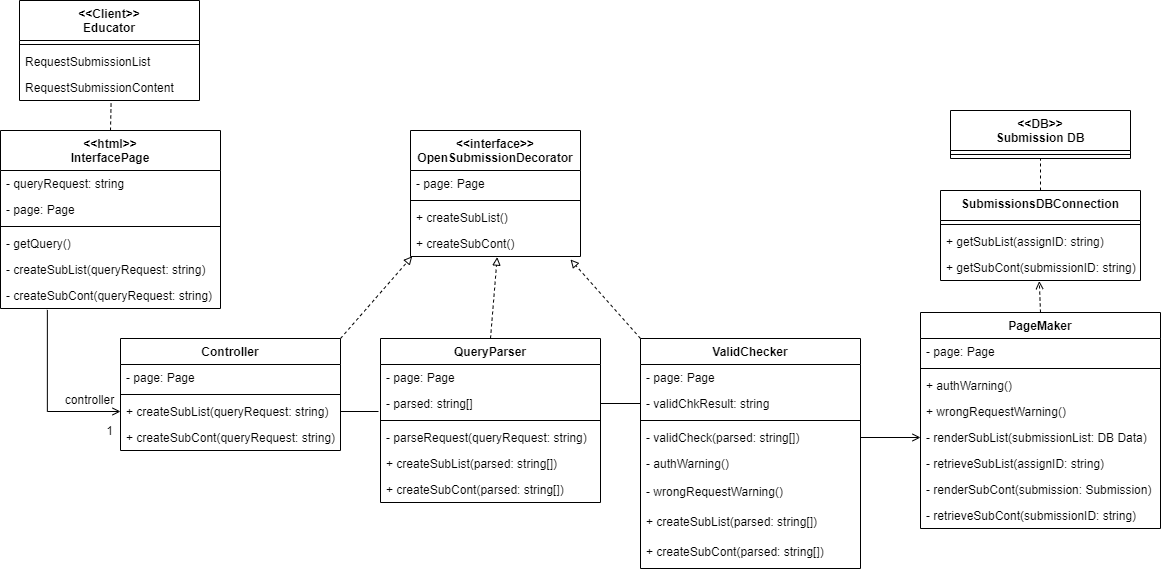 <<Client>>
Educator
RequestSubmissionList
RequestSubmissionContent
<<html>>
InterfacePage
- queryRequest: string
- page: Page
- getQuery()
- createSubList(queryRequest: string)
- createSubCont(queryRequest: string)
<<interface>>
OpenSubmissionDecorator
- page: Page
+ createSubList()
+ createSubCont()
<<DB>>
Submission DB
SubmissionsDBConnection
+ getSubList(assignID: string)
+ getSubCont(submissionID: string)
controller
1
Controller
- page: Page
+ createSubList(queryRequest: string)
+ createSubCont(queryRequest: string)
QueryParser
- page: Page
- parsed: string[]
- parseRequest(queryRequest: string)
+ createSubList(parsed: string[])
+ createSubCont(parsed: string[])
ValidChecker
- page: Page
- validChkResult: string
- validCheck(parsed: string[])
- authWarning()
- wrongRequestWarning()
+ createSubList(parsed: string[])
+ createSubCont(parsed: string[])
PageMaker
- page: Page
+ authWarning()
+ wrongRequestWarning()
- renderSubList(submissionList: DB Data)
- retrieveSubList(assignID: string)
- renderSubCont(submission: Submission)
- retrieveSubCont(submissionID: string)